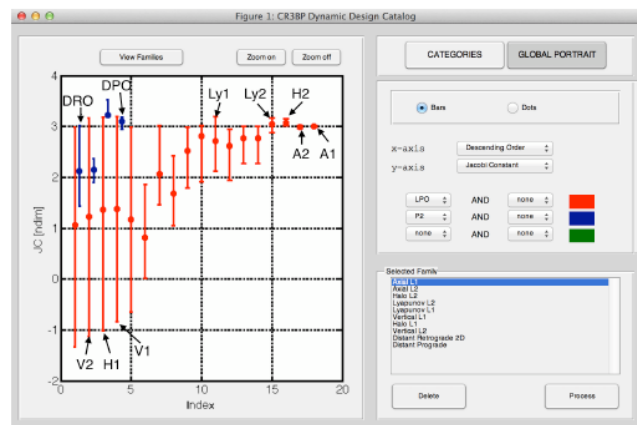 Figure 1: CR3BP Dynamic Design Catalog
View Families
Zoom on
Zoom off
4
3
2
1
0
-1
-2
JC [ndim]
DRO
DPO
Ly1
Ly2
H2
A2
A1
V2
H1
V1
0
5
10
15
20
Index
CATEGORIES
GLOBAL PORTRAIT
Bars
Dots
x-axis
Descending Order
y-axis
Jacobi Constant
LPO AND none
P2 AND none
none AND none
Selected Family
Axial L1
Axial L2
Halo L2
Lyapunov L2
Lyapunov L1
Vertical L1
Halo L1
Vertical L2
Distant Retrograde 2D
Distant Prograde
Delete
Process